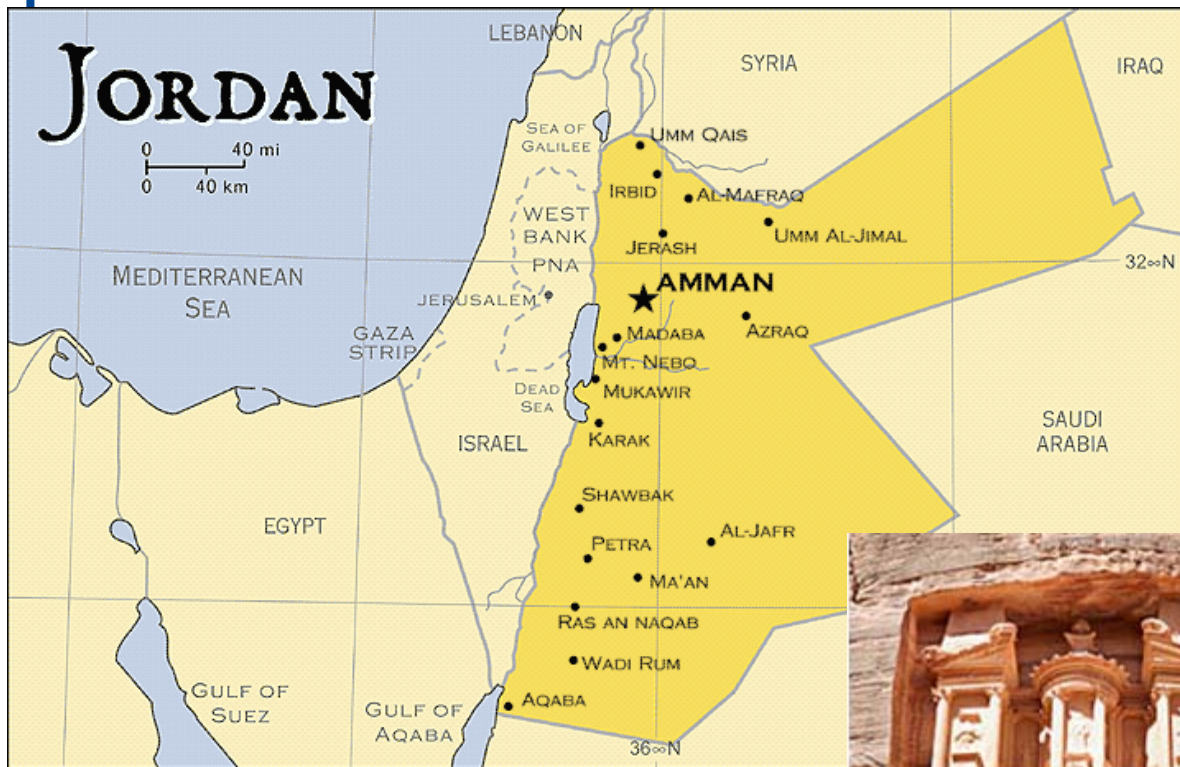 JORDAN
0 40 mi
0 40 km
LEBANON
SYRIA
IRAQ
SEA OF
GALILEE
UMM QAIS
IRBID
AL-MAFRAQ
WEST
BANK
PNA
UMM AL-JIMAL
JERASH
32∞N
MEDITERRANEAN
SEA
AMMAN
JERUSALEM
GAZA
STRIP
MADABA
AZRAQ
MT. NEBO
DEAD
SEA
MUKAWIR
KARAK
ISRAEL
SAUDI
ARABIA
SHAWBAK
EGYPT
AL-JAFR
PETRA
MA'AN
RAS AN NAQAB
WADI RUM
GULF OF
SUEZ
GULF OF
AQABA
AQABA
36∞N